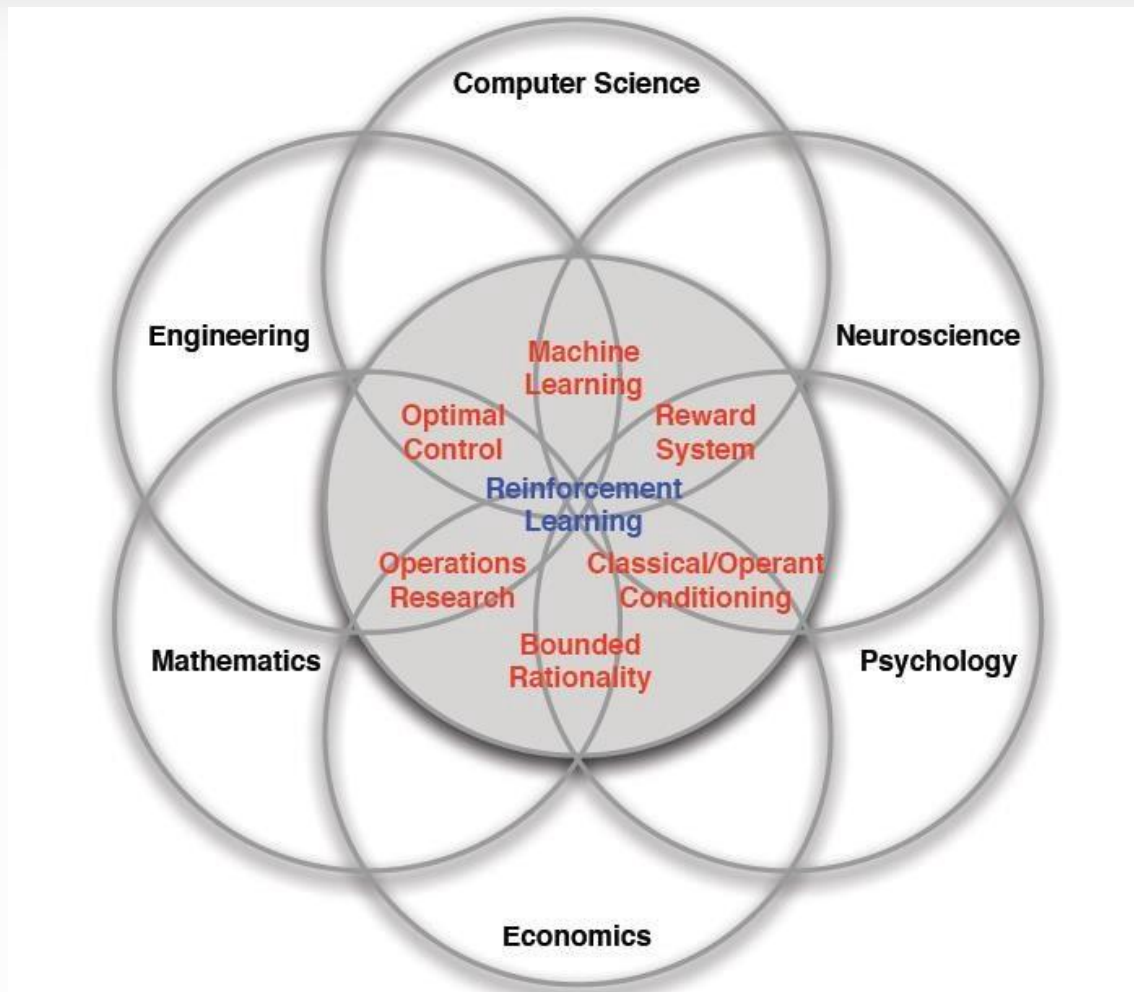 Computer Science
Engineering
Neuroscience
Machine
Learning
Optimal
Control
Reward
System
Reinforcement
Learning
Operations
Research
Classical/Operant
Conditioning
Bounded
Rationality
Mathematics
Psychology
Economics